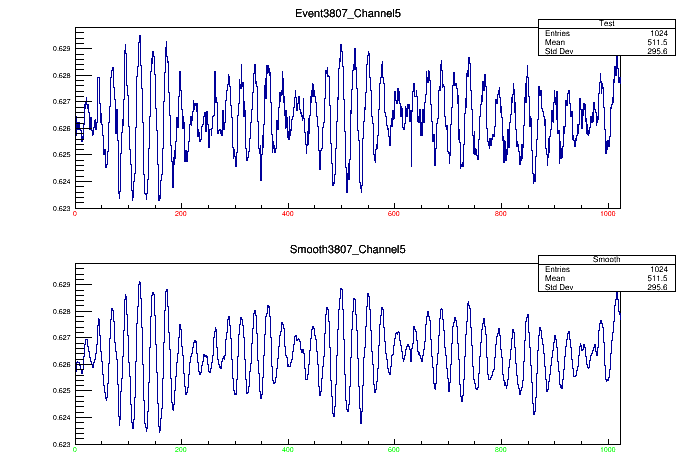 Event3807_Channel5
Test
Entries 1024
Mean 511.5
Std Dev 295.6
0.629
0.628
0.627
0.626
0.625
0.624
0.623
0 200 400 600 800 1000
Smooth3807_Channel5
Smooth
Entries 1024
Mean 511.5
Std Dev 295.6
0.629
0.628
0.627
0.626
0.625
0.624
0.623
0 200 400 600 800 1000